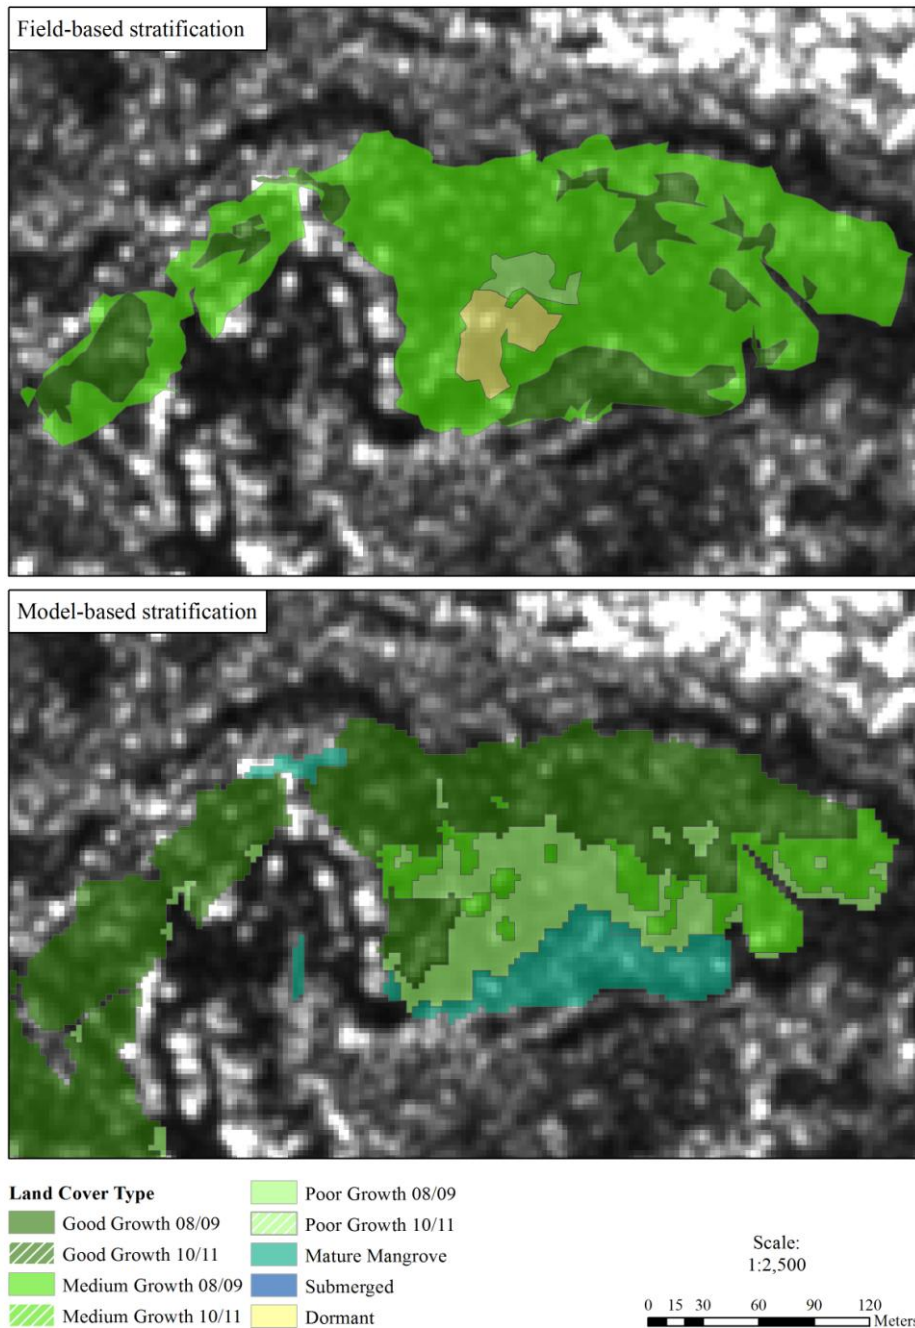 Field-based stratification
Model-based stratification
Land Cover Type
Good Growth 08/09
Good Growth 10/11
Medium Growth 08/09
Medium Growth 10/11
Poor Growth 08/09
Poor Growth 10/11
Mature Mangrove
Submerged
Dormant
Scale:
1:2,500
0 15 30 60 90 120
Meters